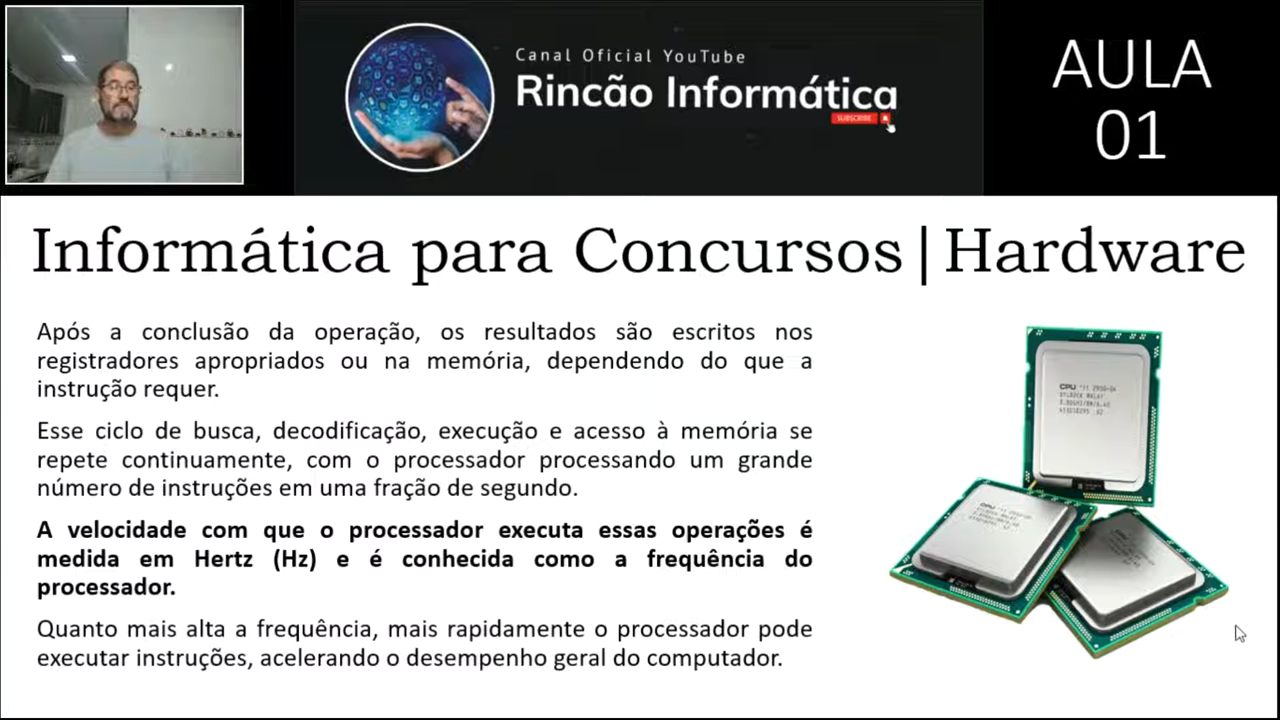 Canal Oficial YouTube
Rincão Informática
SUBSCRIBE
AULA
01
Informática para Concursos|Hardware
Após a conclusão da operação, os resultados são escritos nos
registradores apropriados ou na memória, dependendo do que a
instrução requer.
Esse ciclo de busca, decodificação, execução e acesso à memória se
repete continuamente, com o processador processando um grande
número de instruções em uma fração de segundo.
A velocidade com que o processador executa essas operações é
medida em Hertz (Hz) e é conhecida como a frequência do
processador.
Quanto mais alta a frequência, mais rapidamente o processador pode
executar instruções, acelerando o desempenho geral do computador.
CPU
CPU